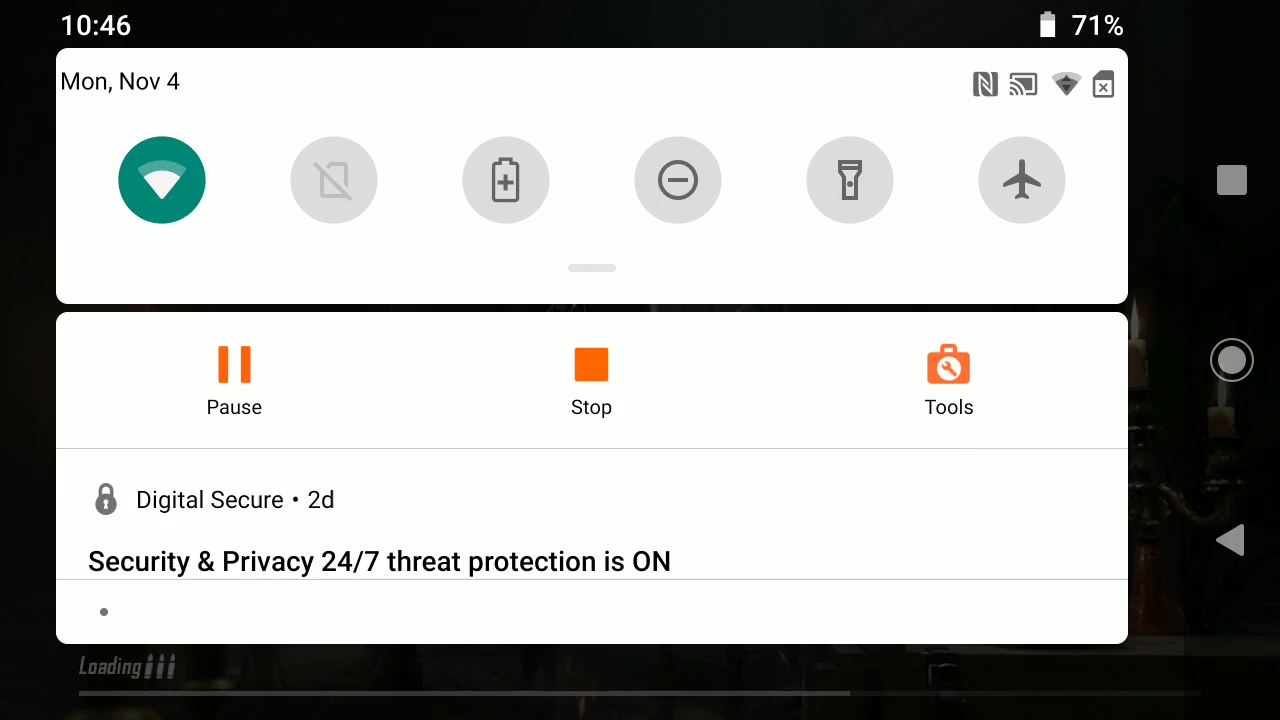 10:46
71%
Mon, Nov 4
Pause
Stop
Tools
Digital Secure • 2d
Security & Privacy 24/7 threat protection is ON
Loading